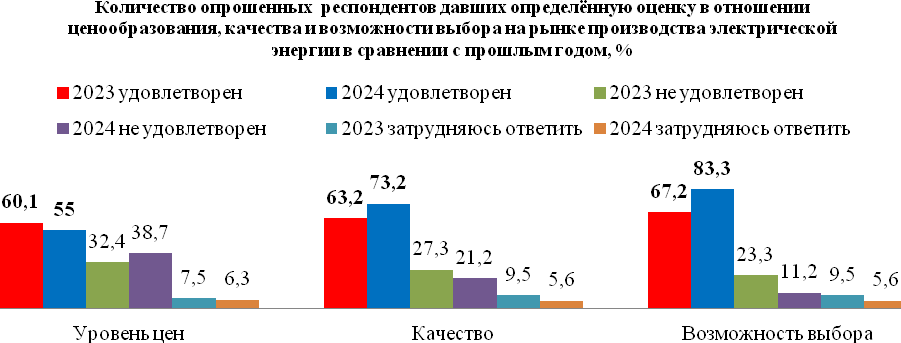 Количество опрошенных  респондентов давших определённую оценку в отношении
ценообразования, качества и возможности выбора на рынке производства электрической
энергии в сравнении с прошлым годом, %
2023 удовлетворен 2024 удовлетворен 2023 не удовлетворен
2024 не удовлетворен 2023 затрудняюсь ответить 2024 затрудняюсь ответить
60,1 55 32,4 38,7 7,5 6,3
63,2 73,2 27,3 21,2 9,5 5,6
67,2 83,3 23,3 11,2 9,5 5,6
Уровень цен Качество Возможность выбора